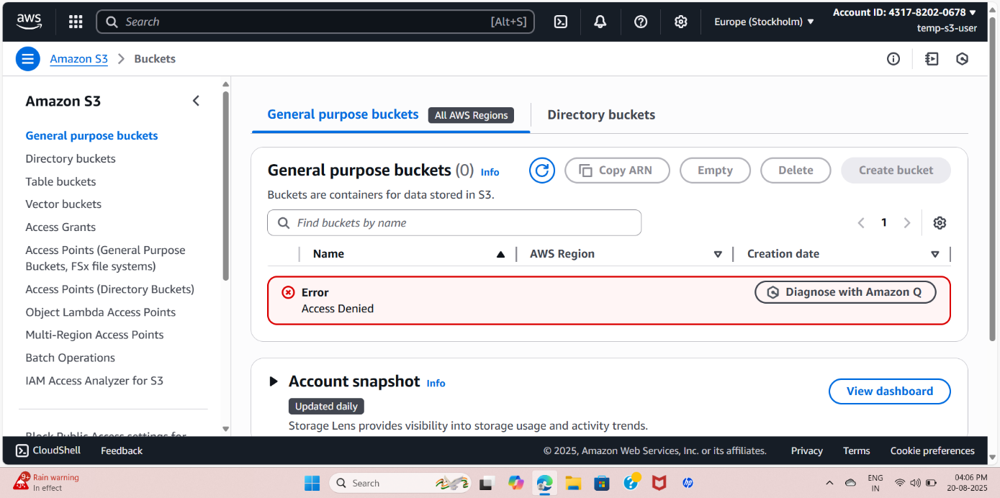 aws
Search
[Alt+S]
Europe (Stockholm)
Account ID: 4317-8202-0678
temp-s3-user
Amazon S3
Buckets
Amazon S3
General purpose buckets
Directory buckets
Table buckets
Vector buckets
Access Grants
Access Points (General Purpose
Buckets, FSx file systems)
Access Points (Directory Buckets)
Object Lambda Access Points
Multi-Region Access Points
Batch Operations
IAM Access Analyzer for S3
Block Public Access settings for
General purpose buckets
All AWS Regions
Directory buckets
General purpose buckets (0) Info
Copy ARN
Empty
Delete
Create bucket
Buckets are containers for data stored in S3.
Find buckets by name
1
Name
AWS Region
Creation date
Error
Access Denied
Diagnose with Amazon Q
Account snapshot Info
Updated daily
Storage Lens provides visibility into storage usage and activity trends.
View dashboard
CloudShell
Feedback
© 2025, Amazon Web Services, Inc. or its affiliates.
Privacy
Terms
Cookie preferences
9+
Rain warning
In effect
Search
hp
ENG
IN
04:06 PM
20-08-2025